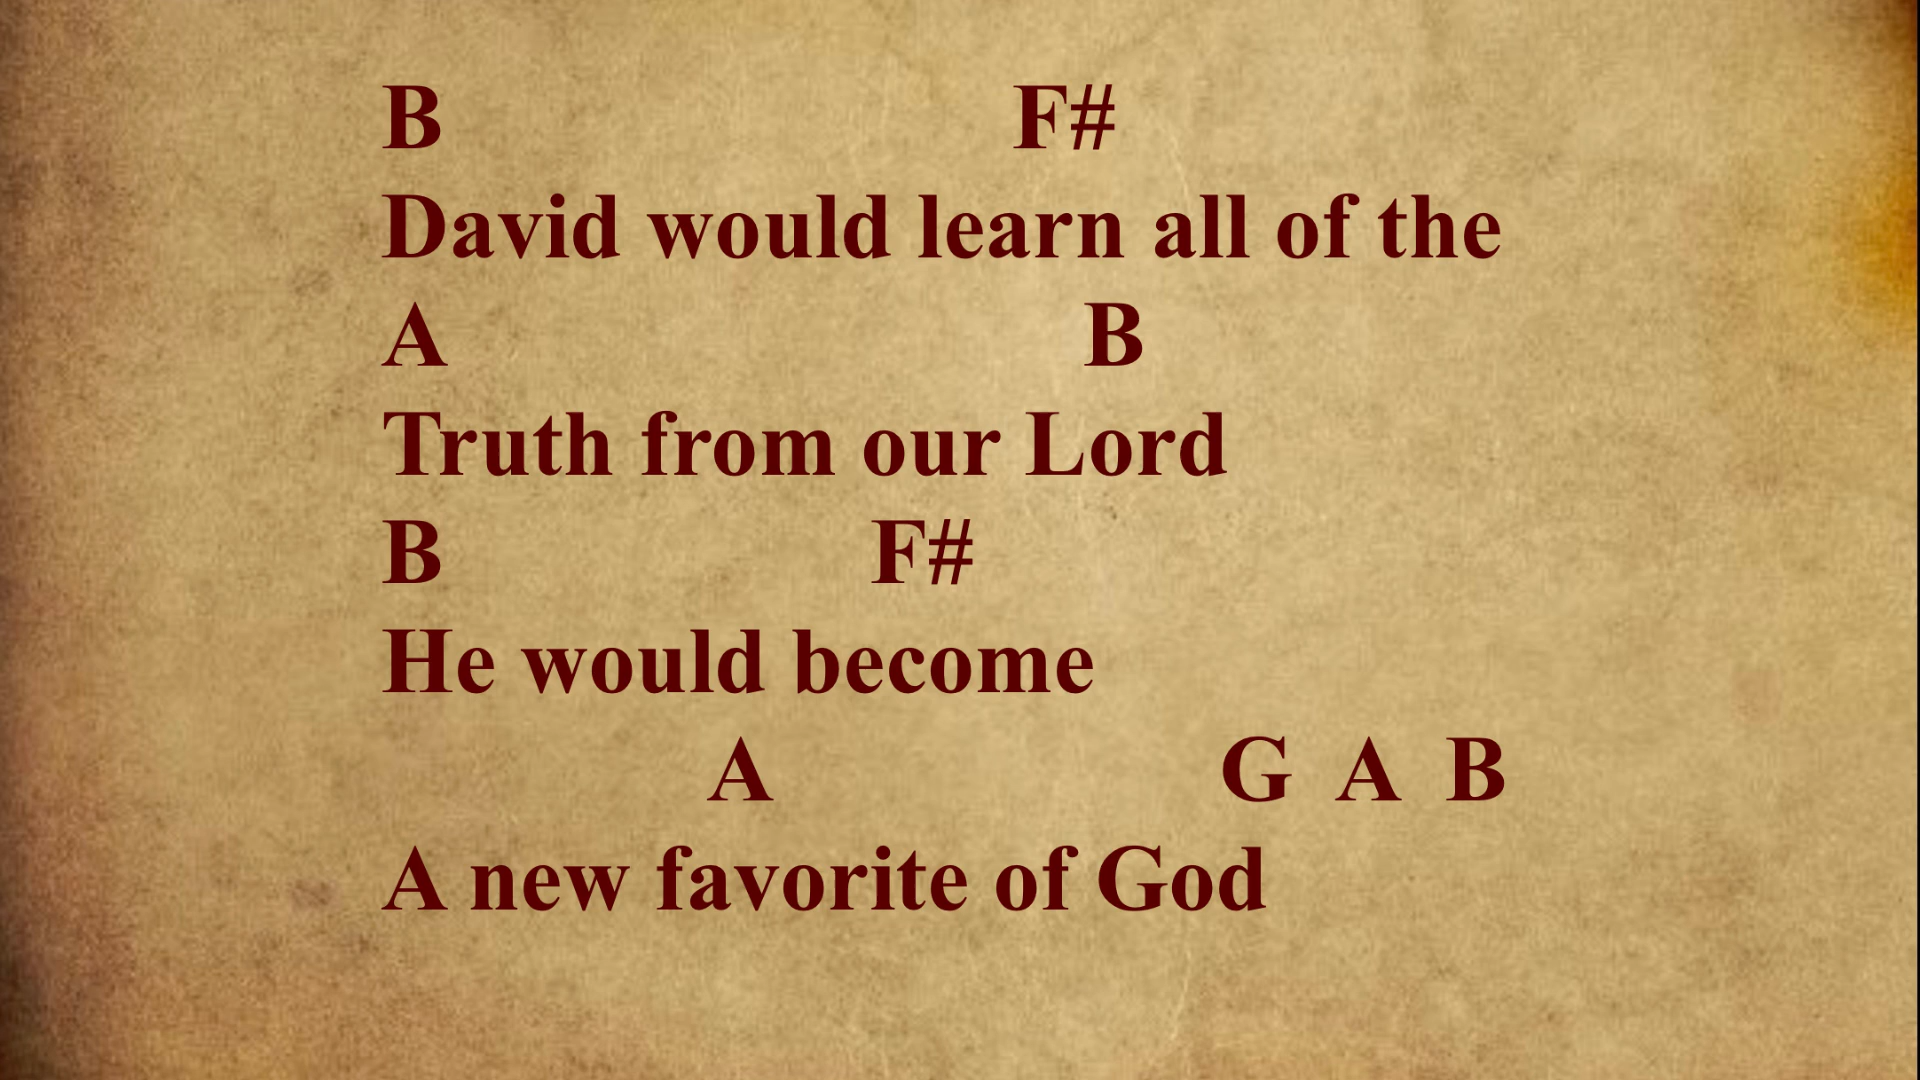 B F#
David would learn all of the
A B
Truth from our Lord
B F#
He would become
A G A B
A new favorite of God